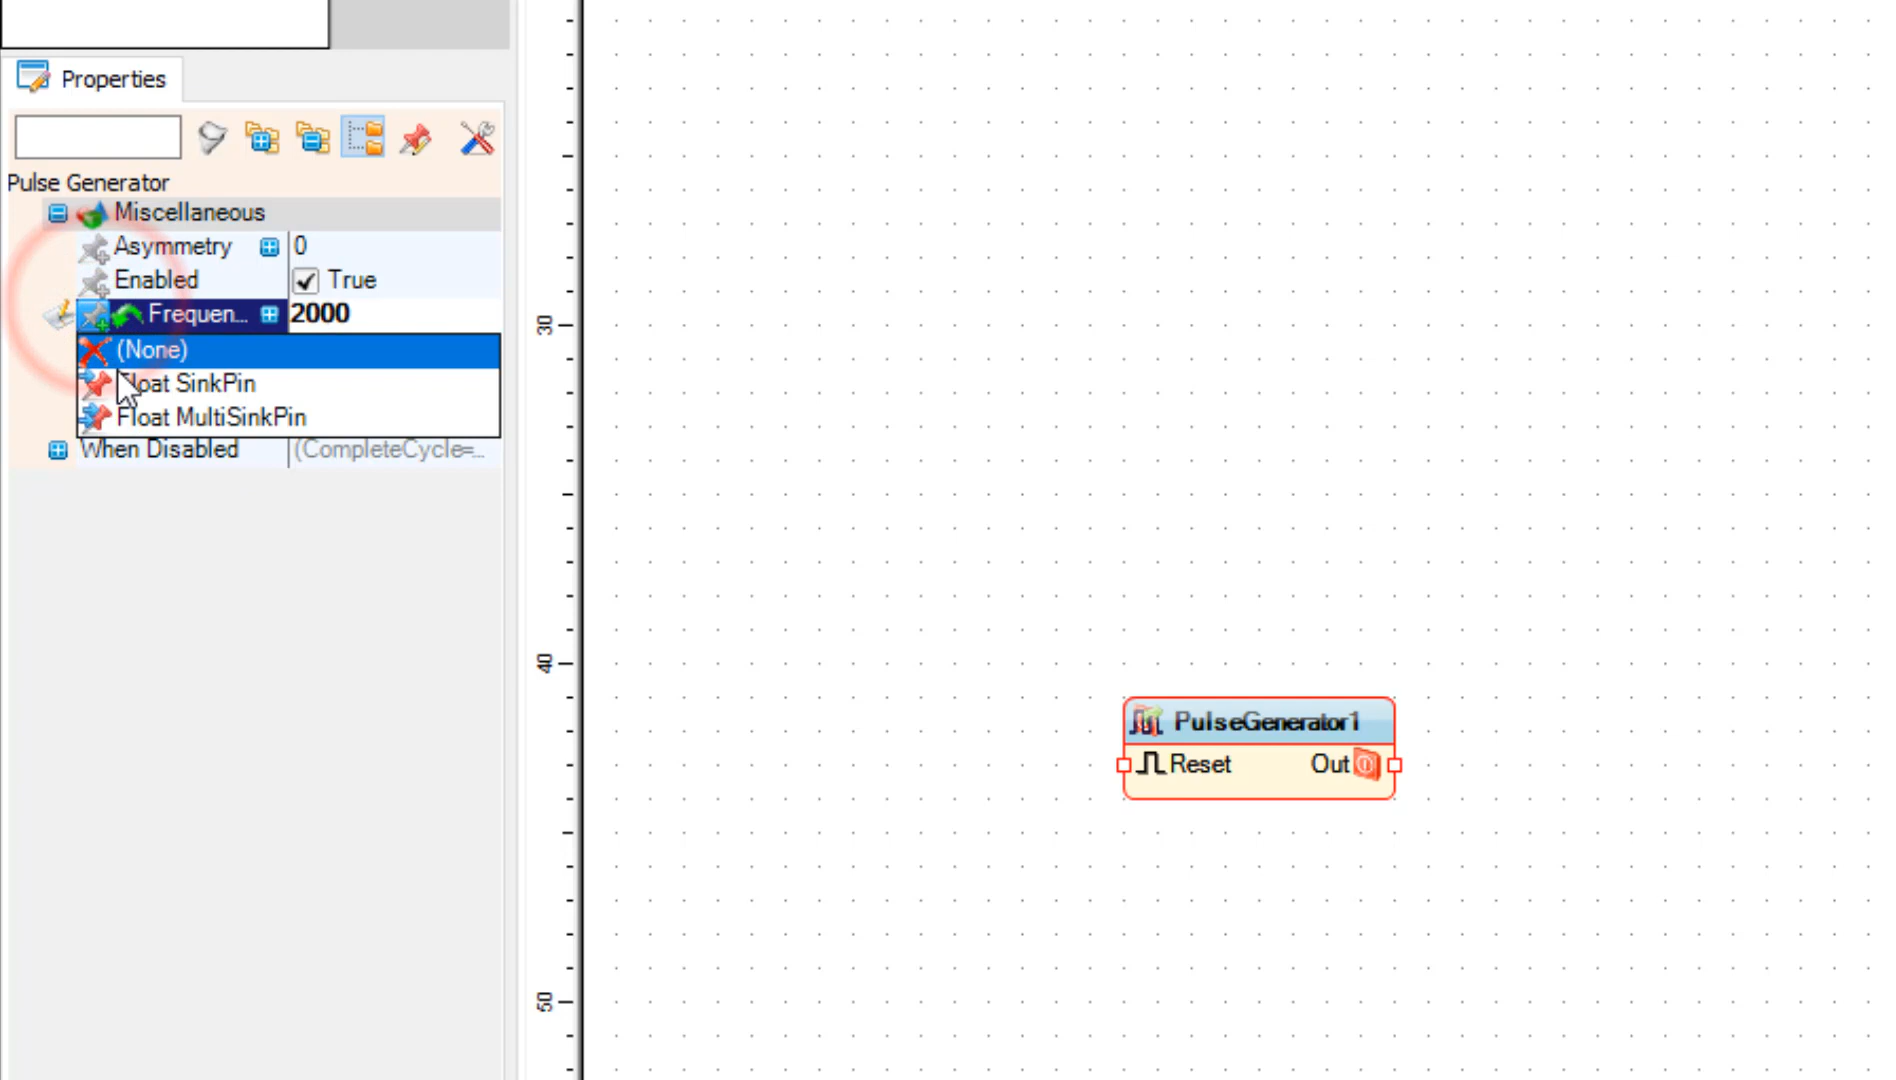 Properties
Pulse Generator
Miscellaneous
Asymmetry 0
Enabled True
Frequen... 2000
(None)
Float SinkPin
Float MultiSinkPin
When Disabled (CompleteCycle=...
30
40
50
PulseGenerator1
Reset Out